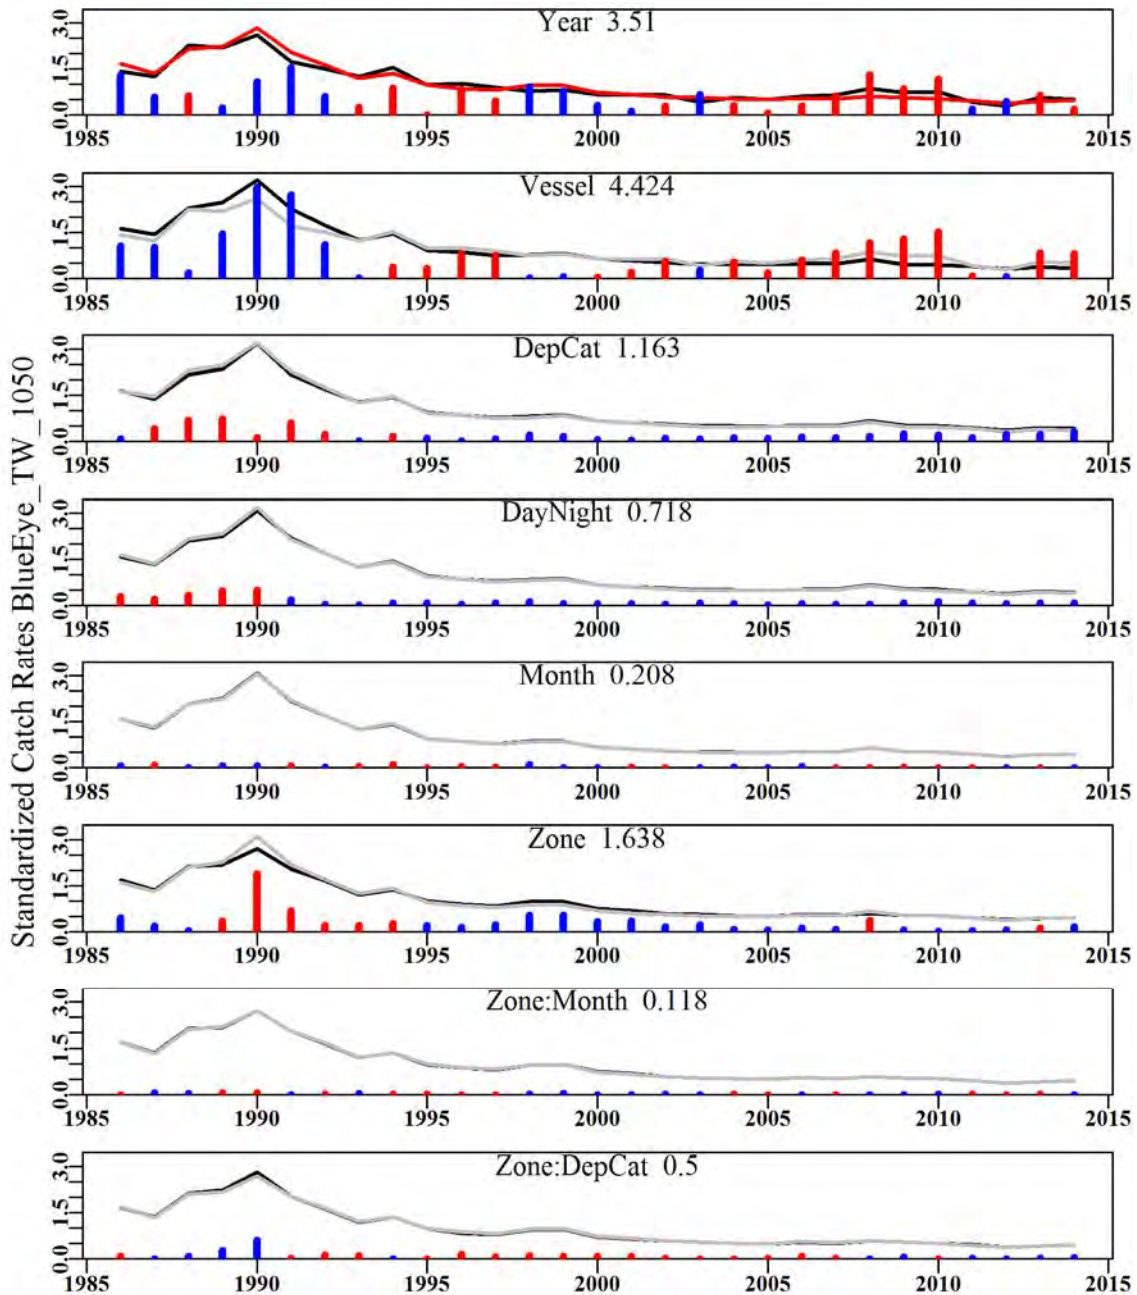 Standardized Catch Rates BlueEye_TW_1050
Year 3.51
0.0 1.5 3.0
1985 1990 1995 2000 2005 2010 2015
Vessel 4.424
0.0 1.5 3.0
1985 1990 1995 2000 2005 2010 2015
DepCat 1.163
0.0 1.5 3.0
1985 1990 1995 2000 2005 2010 2015
DayNight 0.718
0.0 1.5 3.0
1985 1990 1995 2000 2005 2010 2015
Month 0.208
0.0 1.5 3.0
1985 1990 1995 2000 2005 2010 2015
Zone 1.638
0.0 1.5 3.0
1985 1990 1995 2000 2005 2010 2015
Zone:Month 0.118
0.0 1.5 3.0
1985 1990 1995 2000 2005 2010 2015
Zone:DepCat 0.5
0.0 1.5 3.0
1985 1990 1995 2000 2005 2010 2015